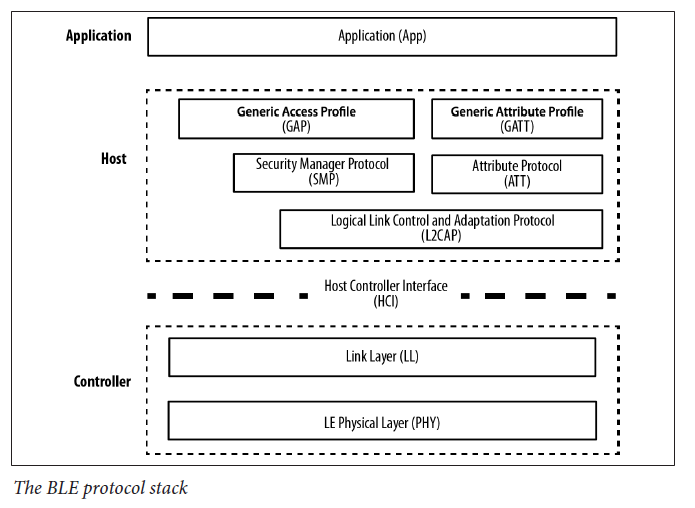 Application
Application (App)
Generic Access Profile
(GAP)
Generic Attribute Profile
(GATT)
Host
Security Manager Protocol
(SMP)
Attribute Protocol
(ATT)
Logical Link Control and Adaptation Protocol
(L2CAP)
Host Controller Interface
(HCI)
Controller
Link Layer (LL)
LE Physical Layer (PHY)
The BLE protocol stack